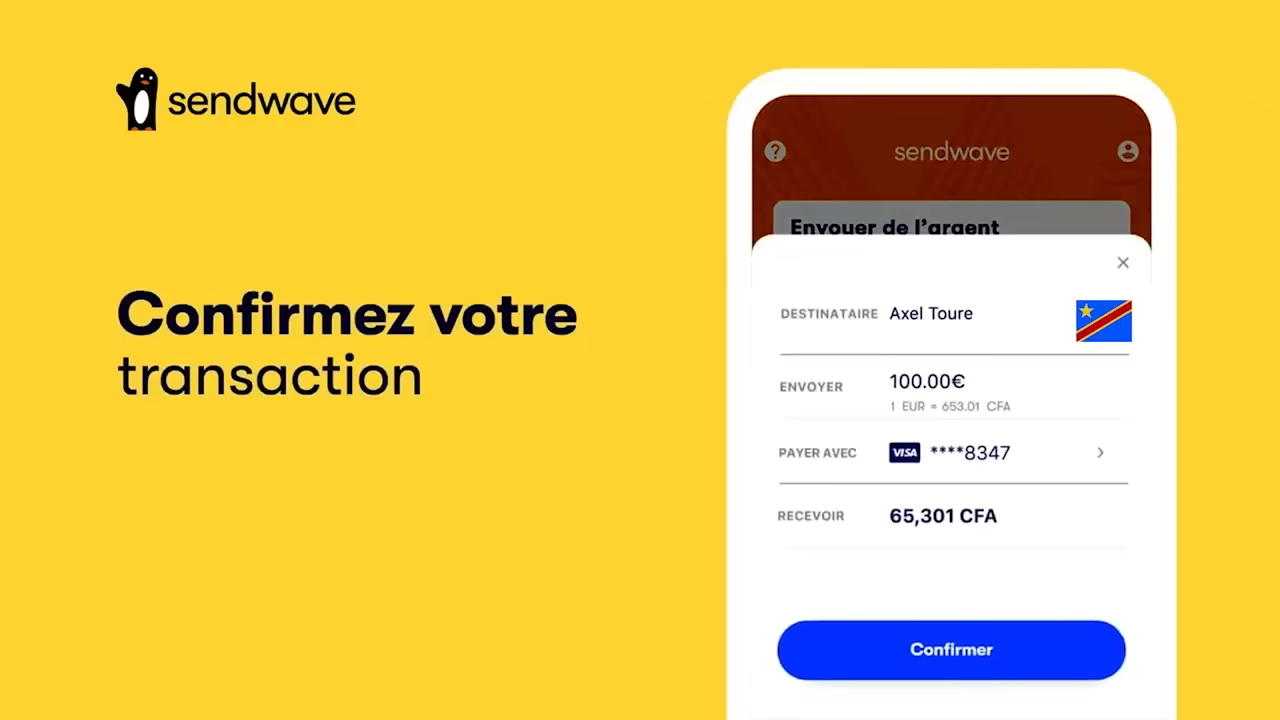 sendwave
Confirmez votre
transaction
?
sendwave
Envoyer de l'argent
DESTINATAIRE Axel Toure
ENVOYER 100.00€
1 EUR = 653.01 CFA
PAYER AVEC VISA ****8347
RECEVOIR 65,301 CFA
Confirmer